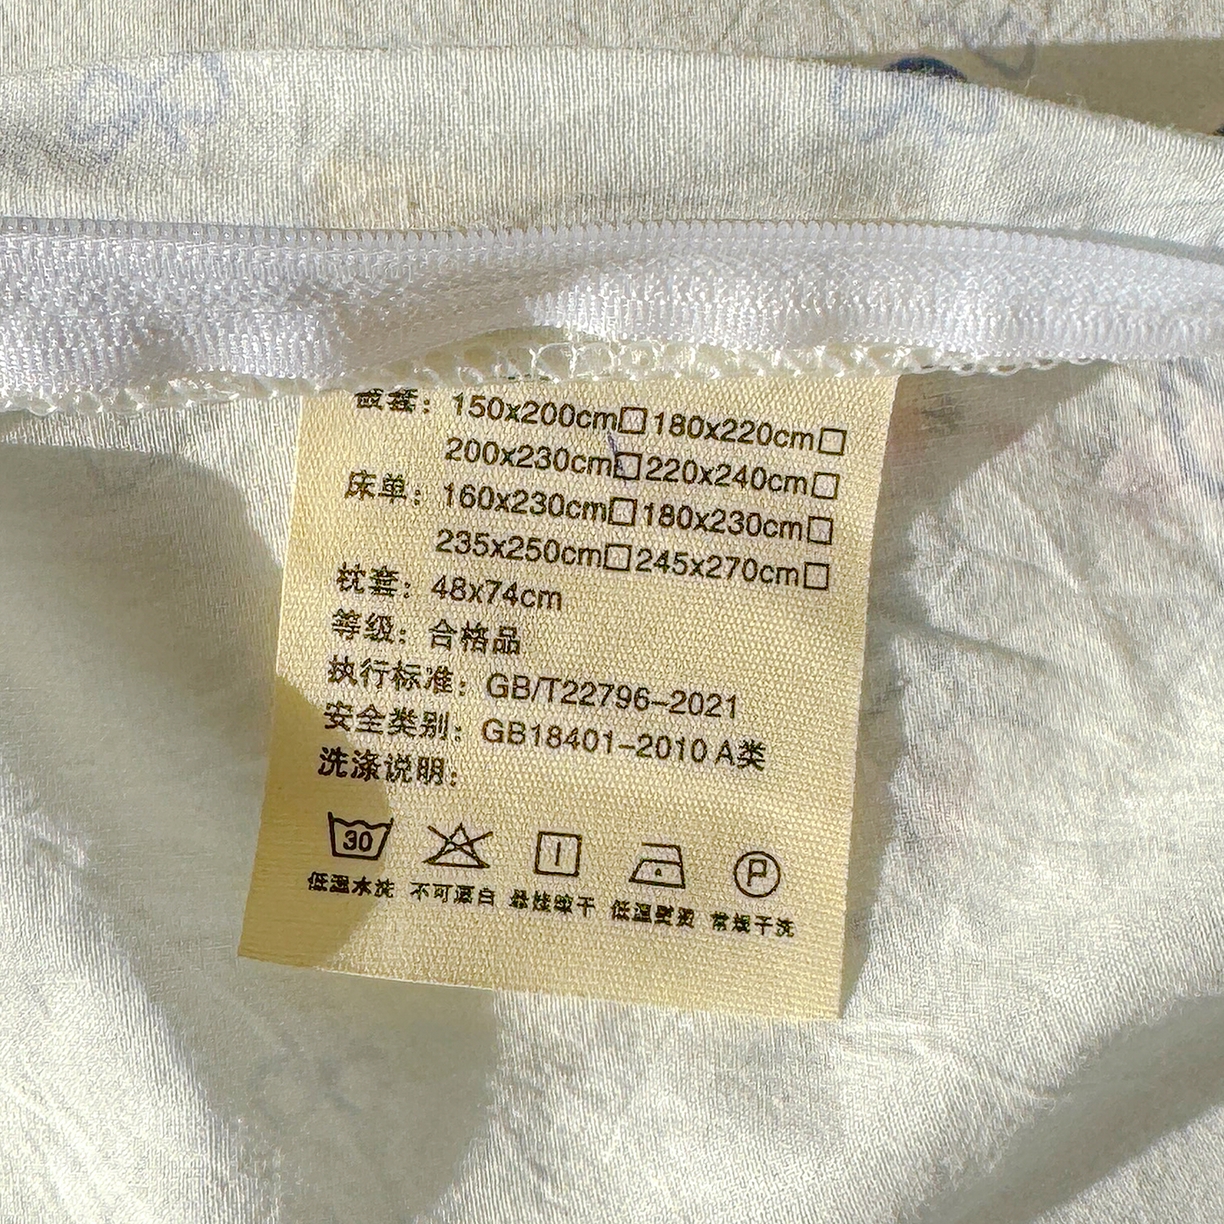 被套：150x200cm□180x220cm□
200x230cm□220x240cm□
床单：160x230cm□180x230cm□
235x250cm□245x270cm□
枕套：48x74cm
等级：合格品
执行标准：GB/T22796-2021
安全类别：GB18401-2010 A类
洗涤说明：
30
P
低温水洗 不可漂白 悬挂晾干 低温熨烫 常规干洗